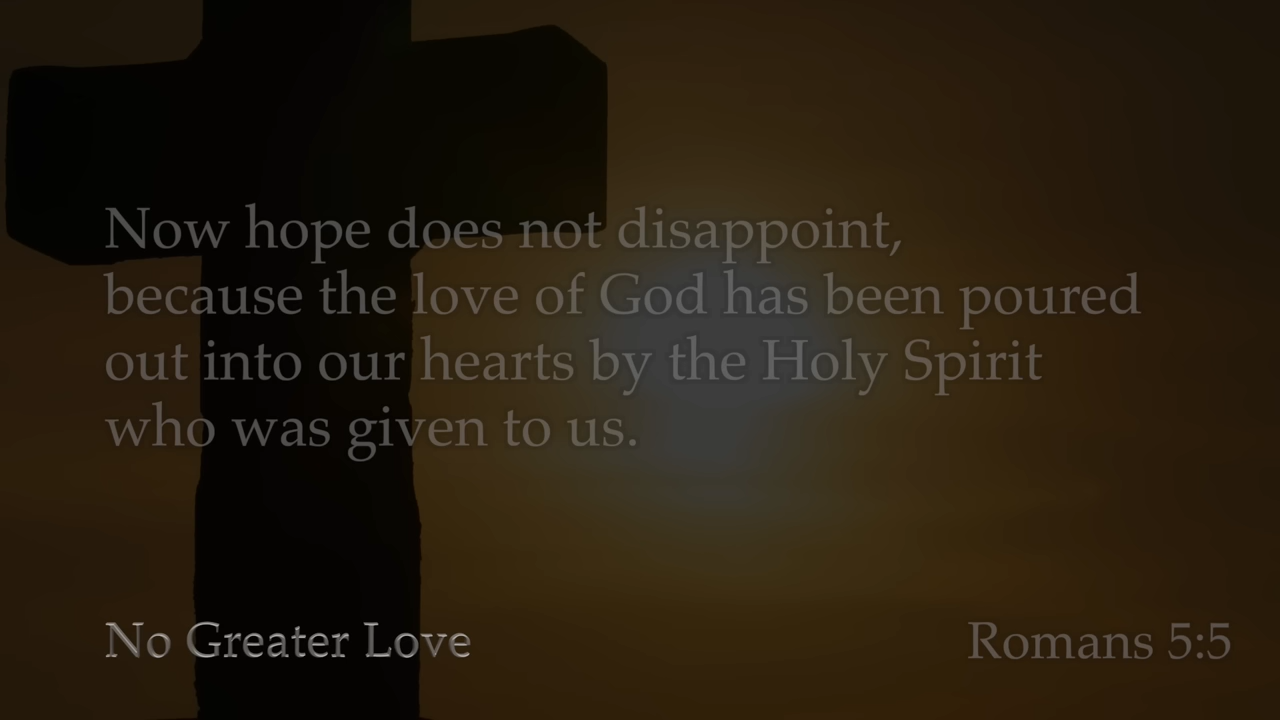 Now hope does not disappoint,
because the love of God has been poured
out into our hearts by the Holy Spirit
who was given to us.
No Greater Love
Romans 5:5